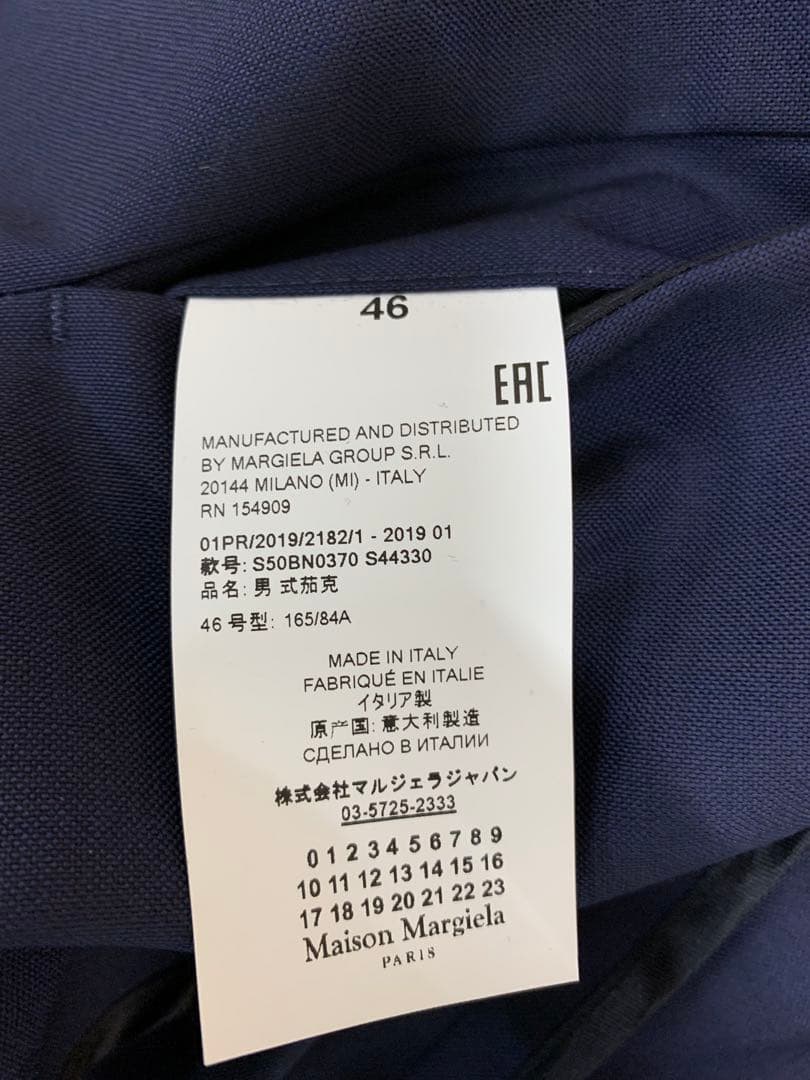 46
EAC
MANUFACTURED AND DISTRIBUTED
BY MARGIELA GROUP S.R.L.
20144 MILANO (MI) - ITALY
RN 154909
01PR/2019/2182/1 - 2019 01
款号: S50BN0370 S44330
品名: 男 式茄克
46 号型: 165/84A
MADE IN ITALY
FABRIQUÉ EN ITALIE
イタリア製
原产国: 意大利製造
СДЕЛАНО В ИТАЛИИ
株式会社マルジェラジャパン
03-5725-2333
0 1 2 3 4 5 6 7 8 9
10 11 12 13 14 15 16
17 18 19 20 21 22 23
Maison Margiela
PARIS